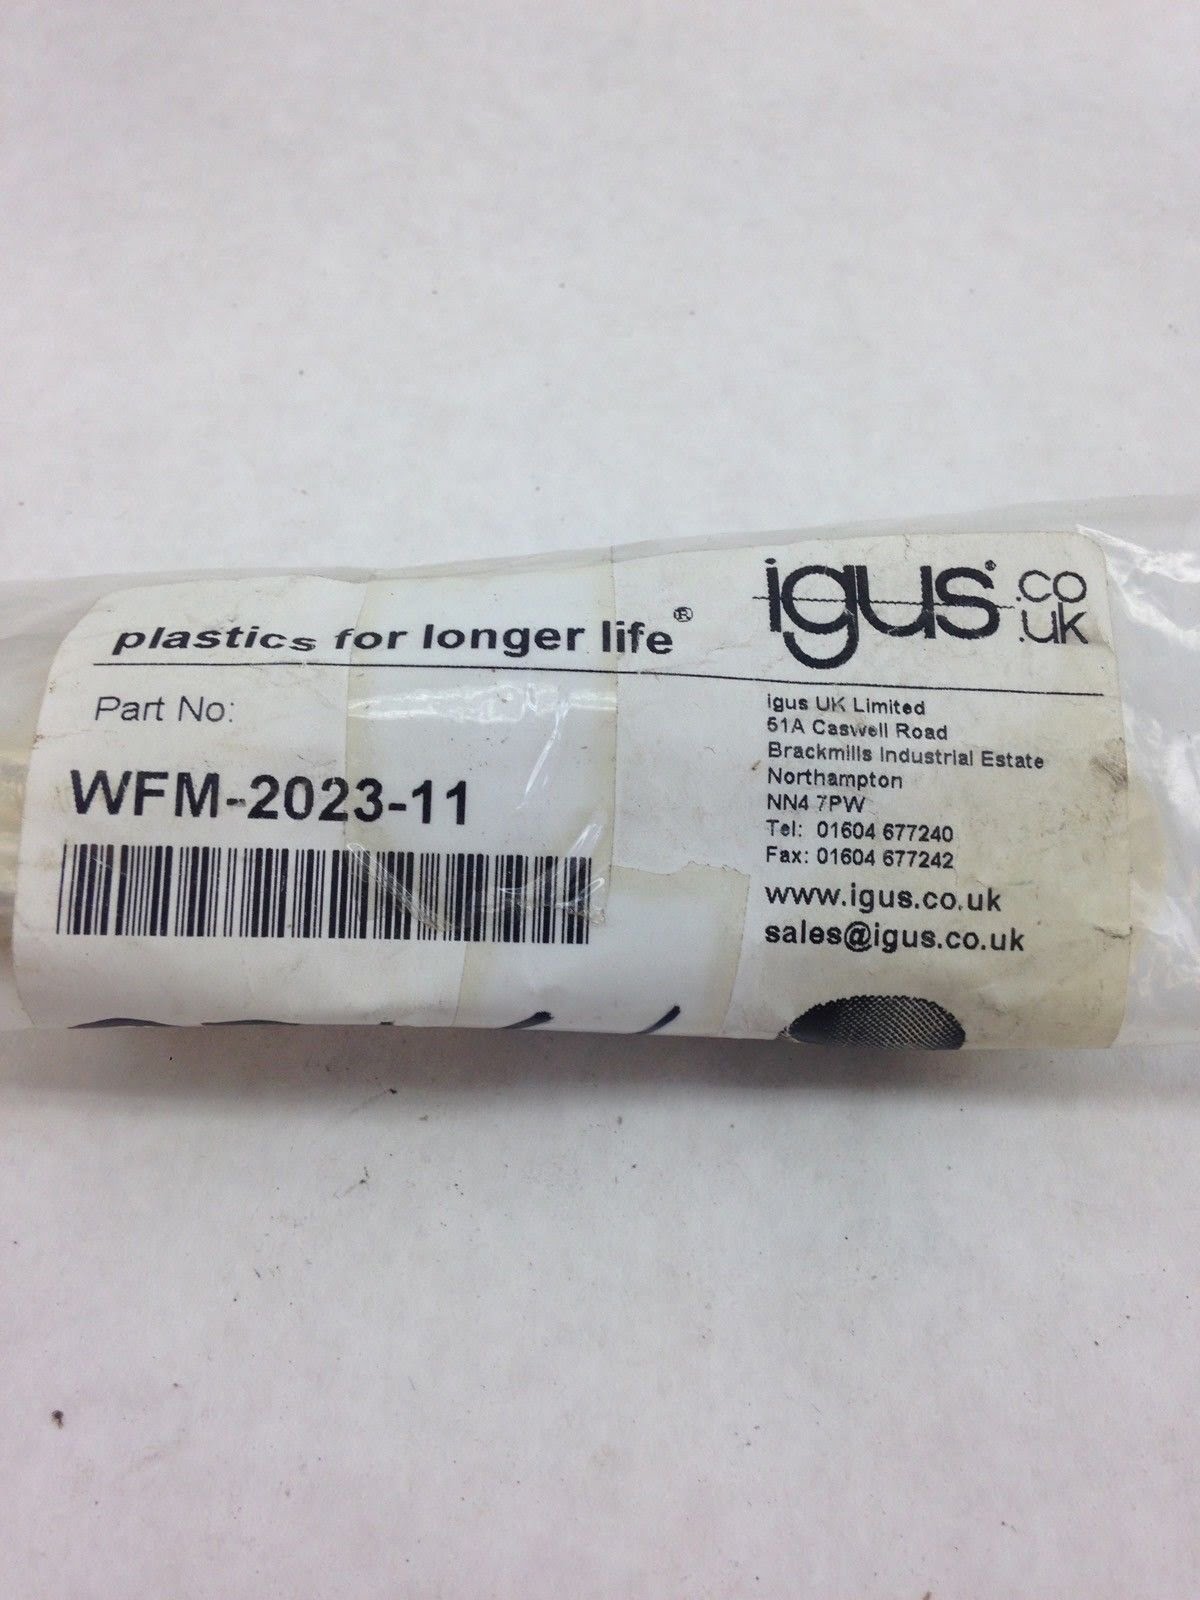 plastics for longer life®
igus® .co
.uk
Part No:
WFM-2023-11
igus UK Limited
51A Caswell Road
Brackmills Industrial Estate
Northampton
NN4 7PW
Tel: 01604 677240
Fax: 01604 677242
www.igus.co.uk
sales@igus.co.uk